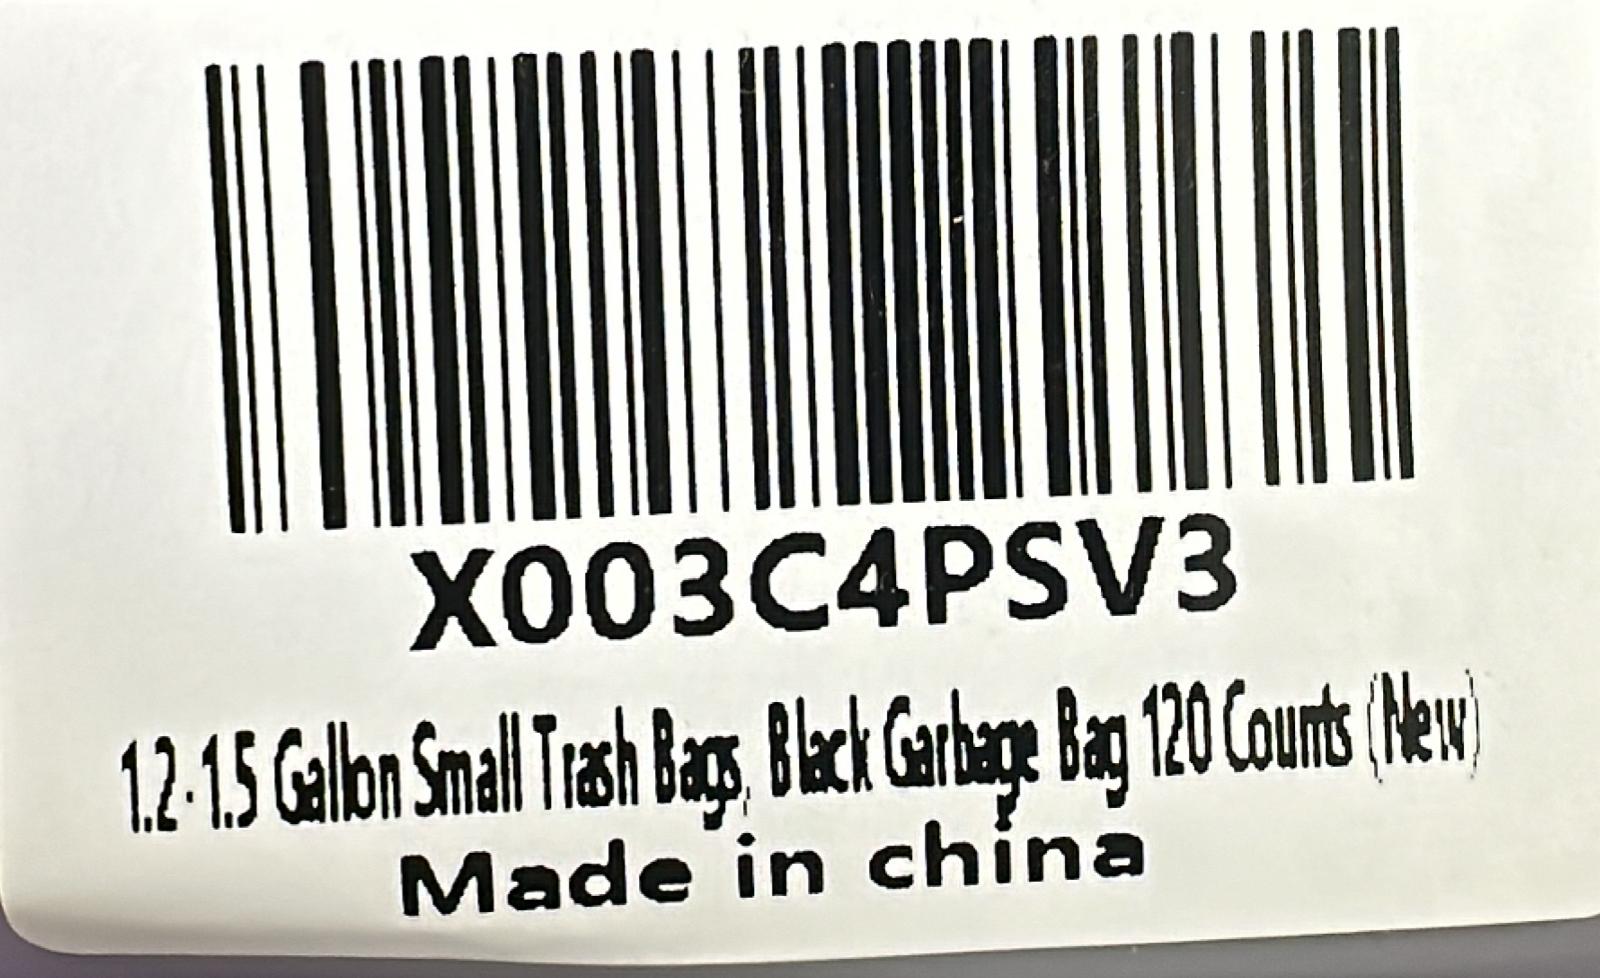 X003C4PSV3
1.2-1.5 Gallon Small Trash Bags, Black Garbage Bag 120 Counts (New)
Made in china